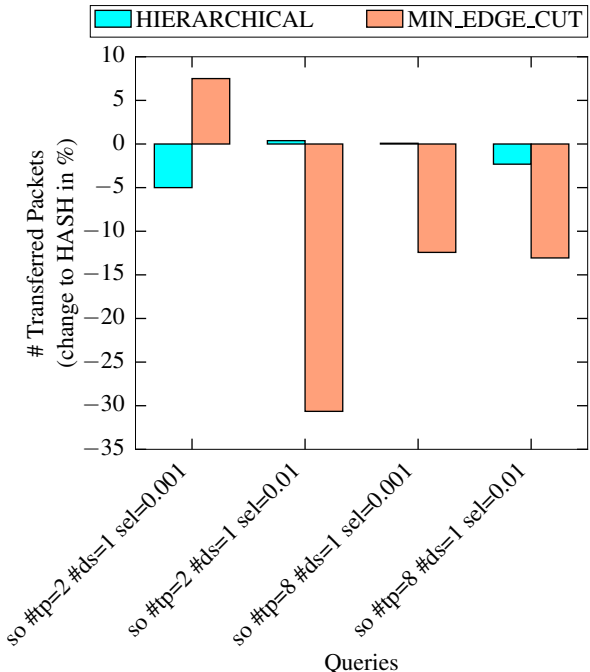 HIERARCHICAL MIN_EDGE_CUT
# Transferred Packets
(change to HASH in %)
10
5
0
−5
−10
−15
−20
−25
−30
−35
so #tp=2 #ds=1 sel=0.001
so #tp=2 #ds=1 sel=0.01
so #tp=8 #ds=1 sel=0.001
so #tp=8 #ds=1 sel=0.01
Queries